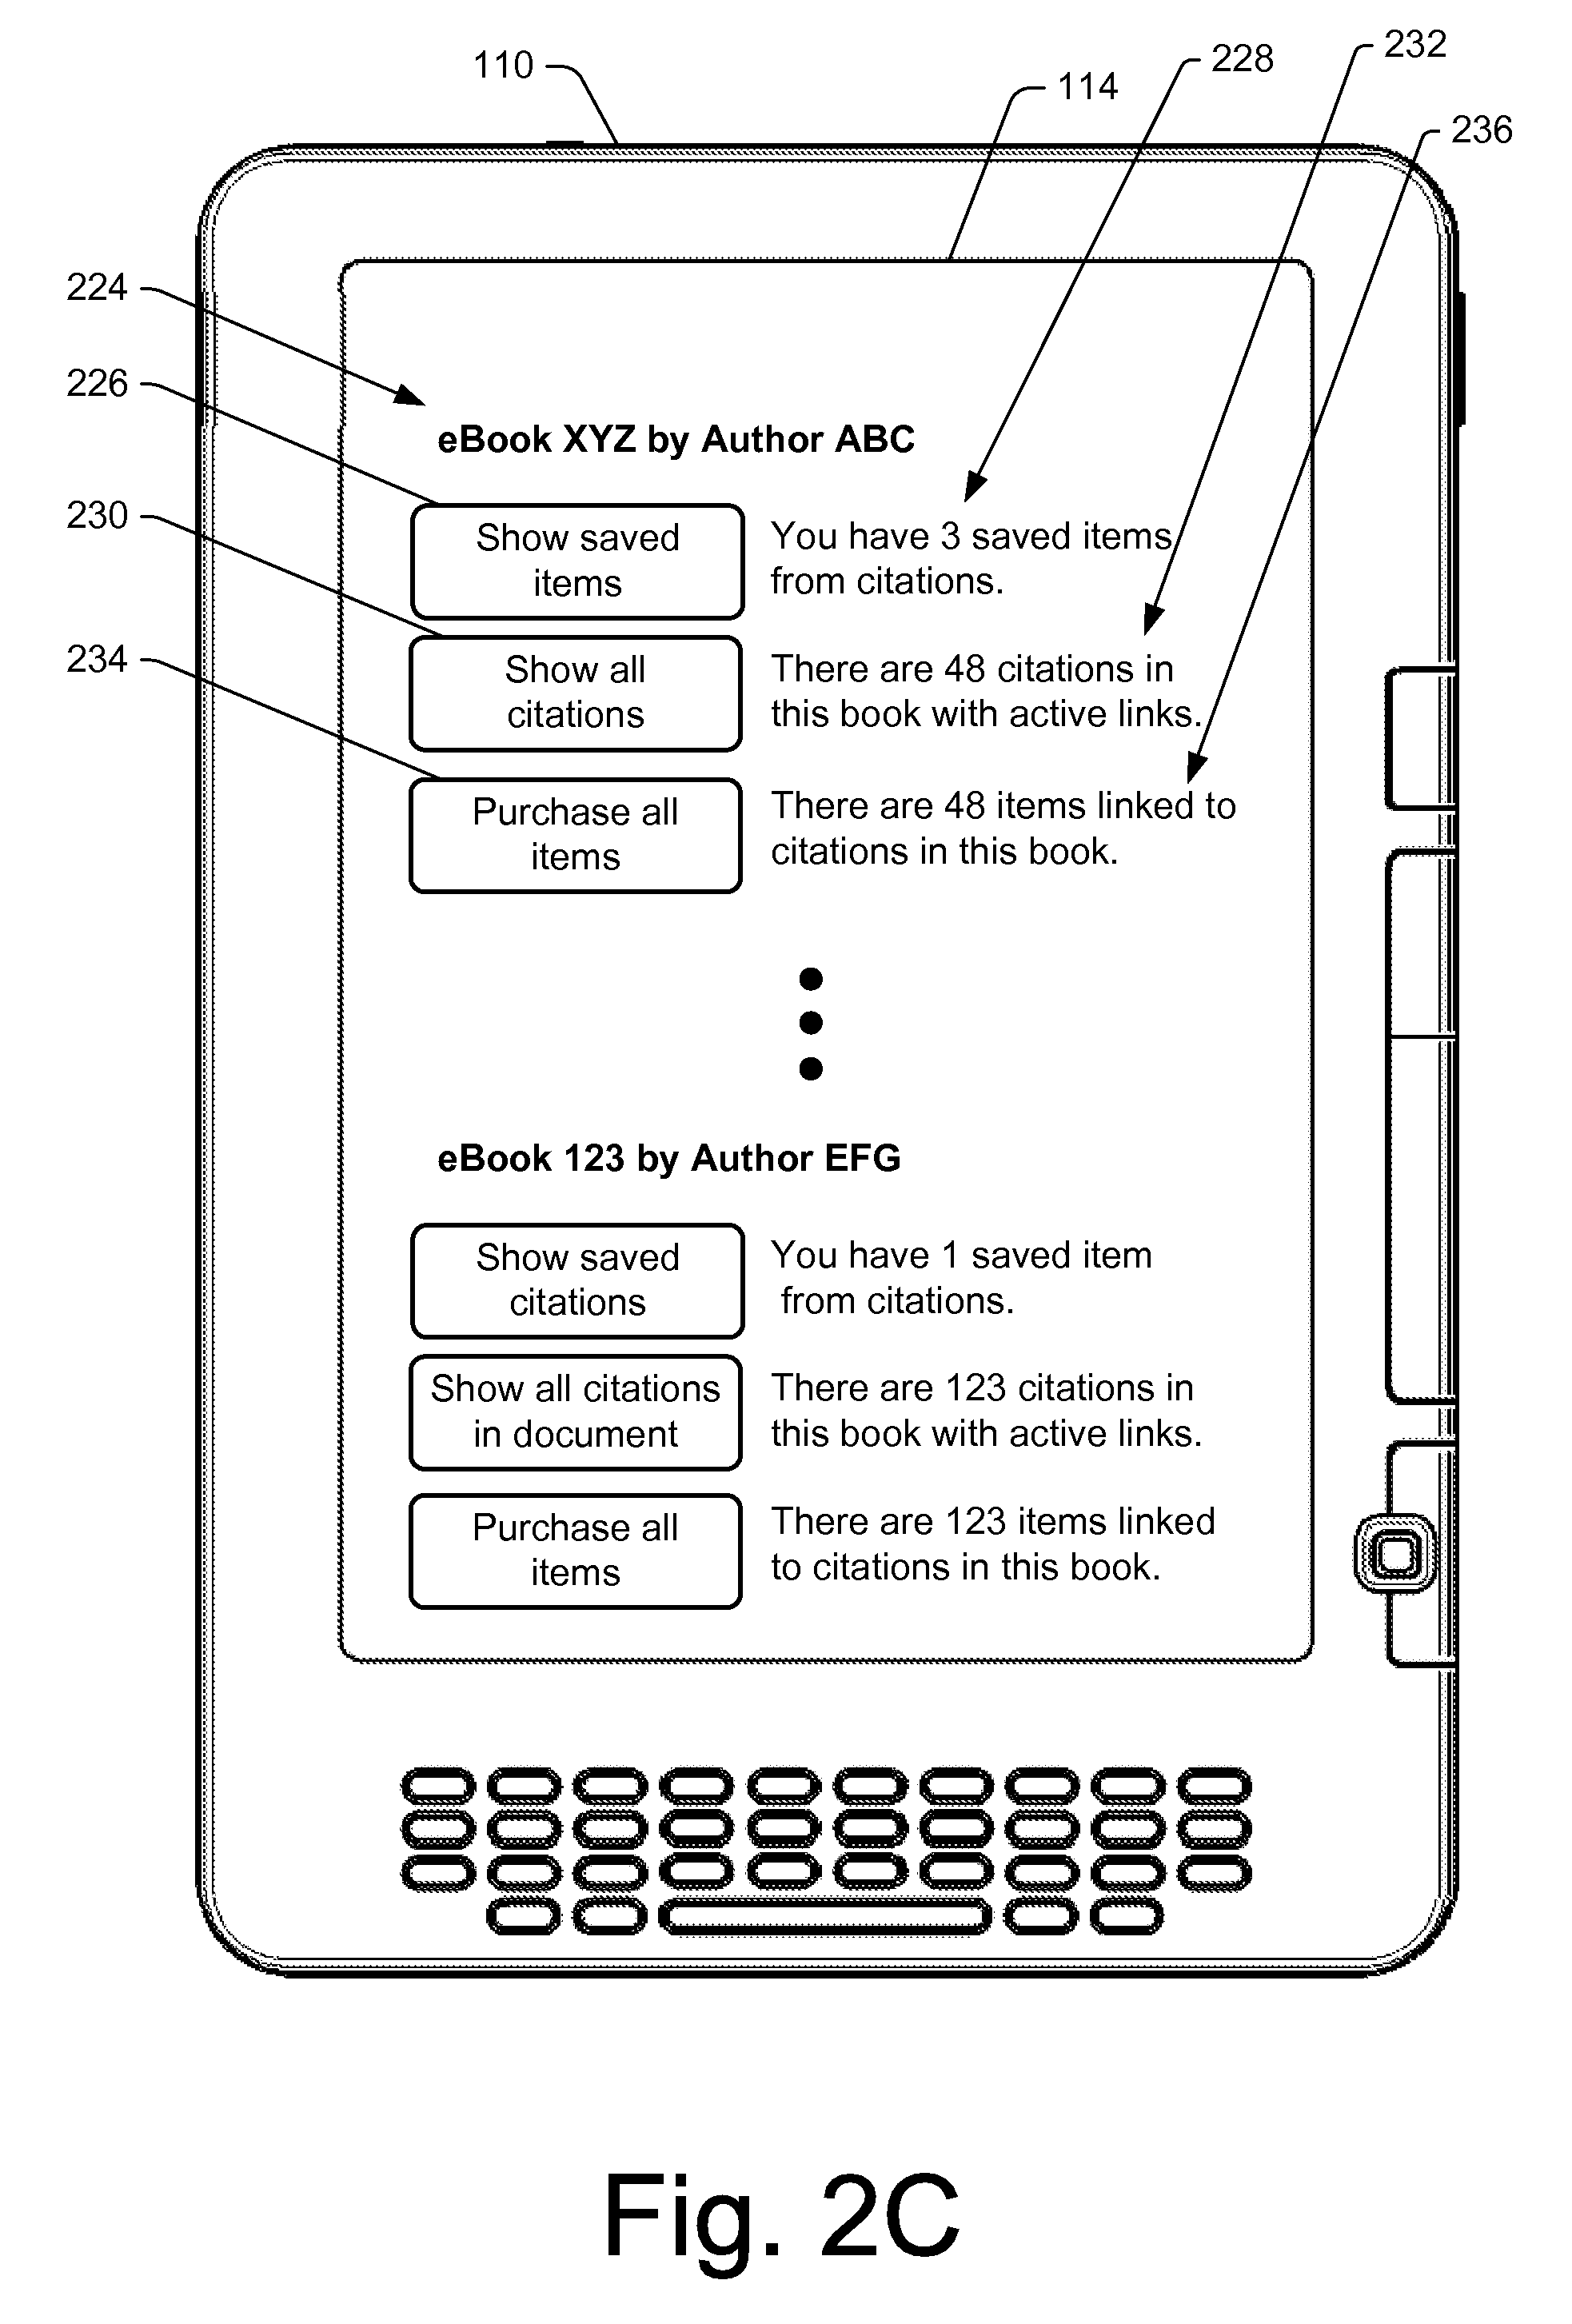 110
228
232
114
236
224
226
230
234
eBook XYZ by Author ABC
Show saved
items
You have 3 saved items
from citations.
Show all
citations
There are 48 citations in
this book with active links.
Purchase all
items
There are 48 items linked to
citations in this book.
eBook 123 by Author EFG
Show saved
citations
You have 1 saved item
from citations.
Show all citations
in document
There are 123 citations in
this book with active links.
Purchase all
items
There are 123 items linked
to citations in this book.
Fig. 2C